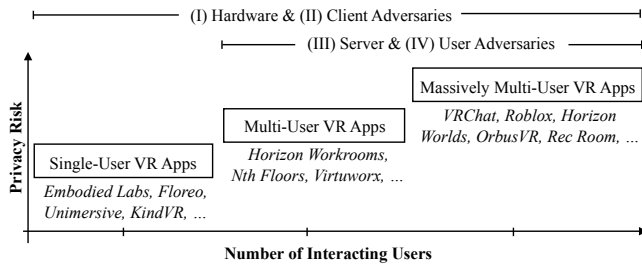 (I) Hardware & (II) Client Adversaries
(III) Server & (IV) User Adversaries
Privacy Risk
Massively Multi-User VR Apps
VRChat, Roblox, Horizon
Worlds, OrbusVR, Rec Room, ...
Multi-User VR Apps
Horizon Workrooms,
Nth Floors, Virtuworx, ...
Single-User VR Apps
Embodied Labs, Floreo,
Unimersive, KindVR, ...
Number of Interacting Users